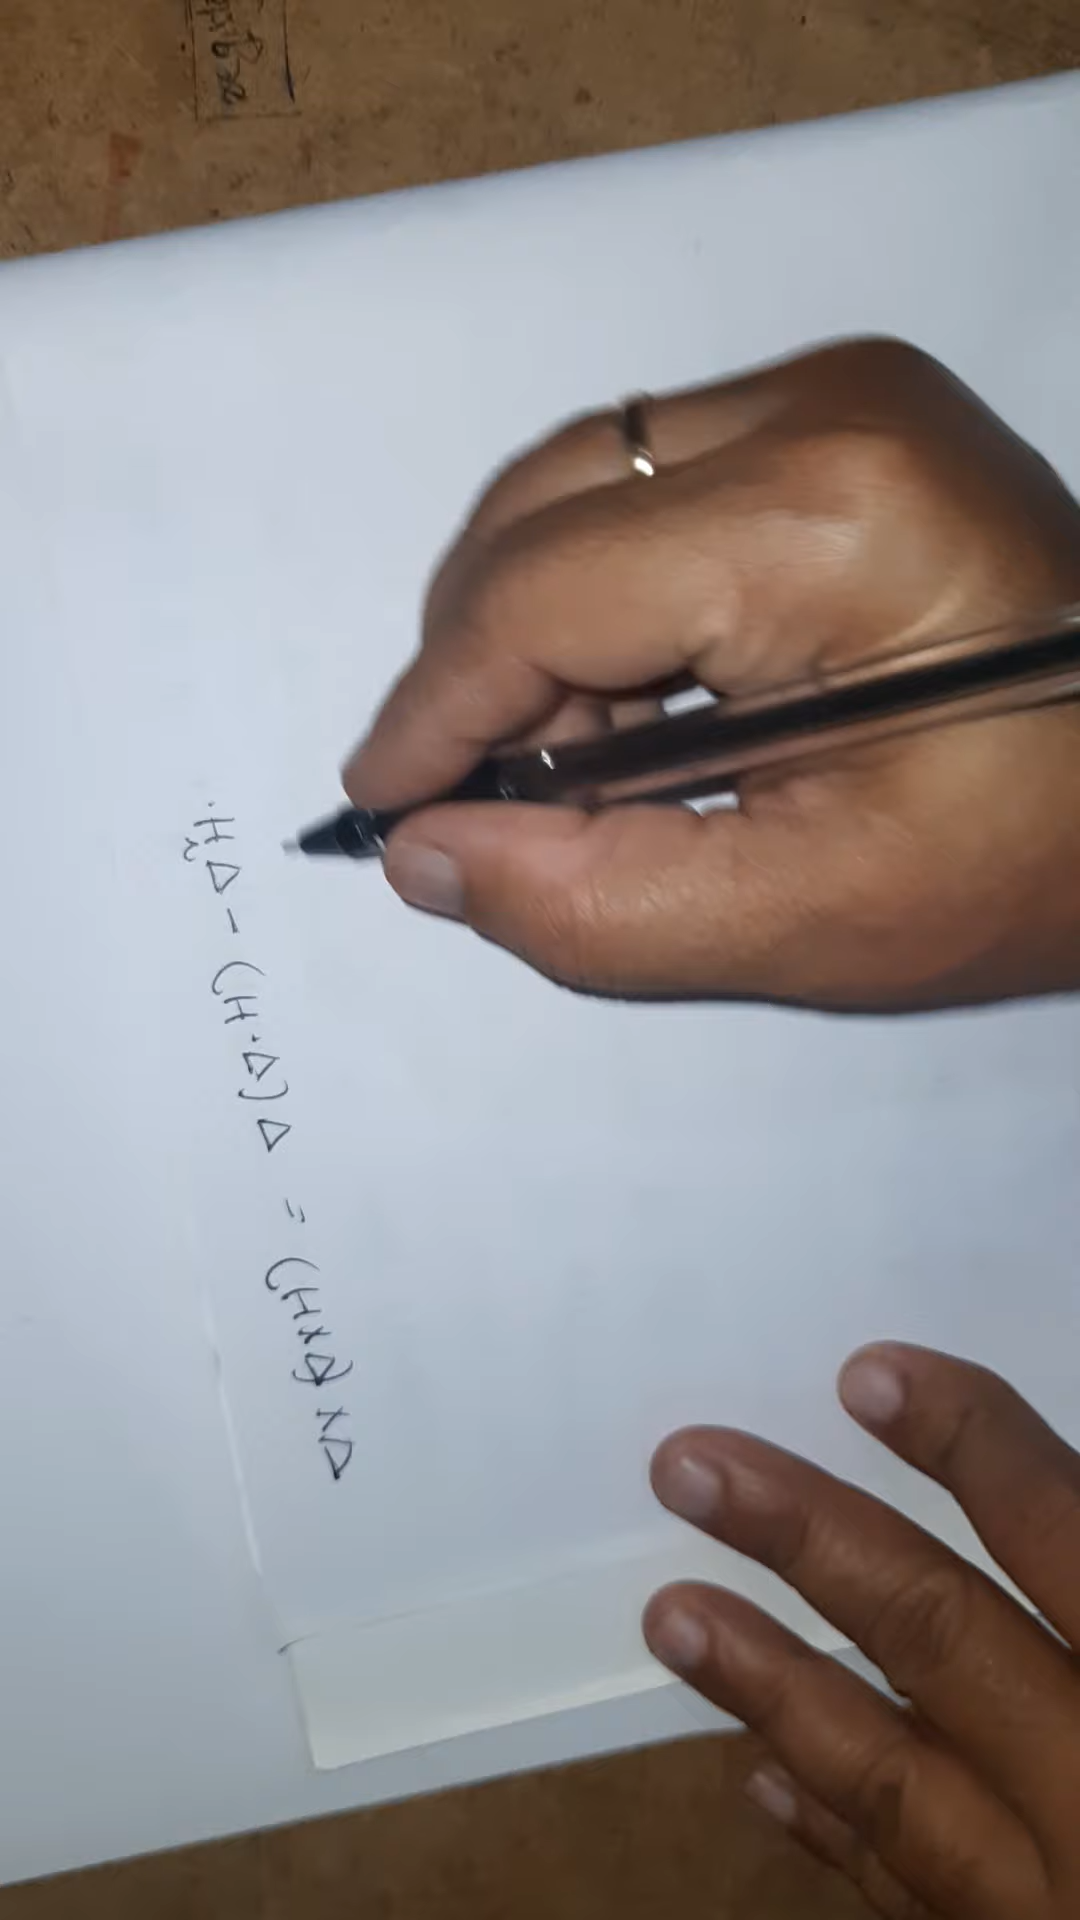 ∇×(∇×H) = ∇(∇·H) − ∇²H.